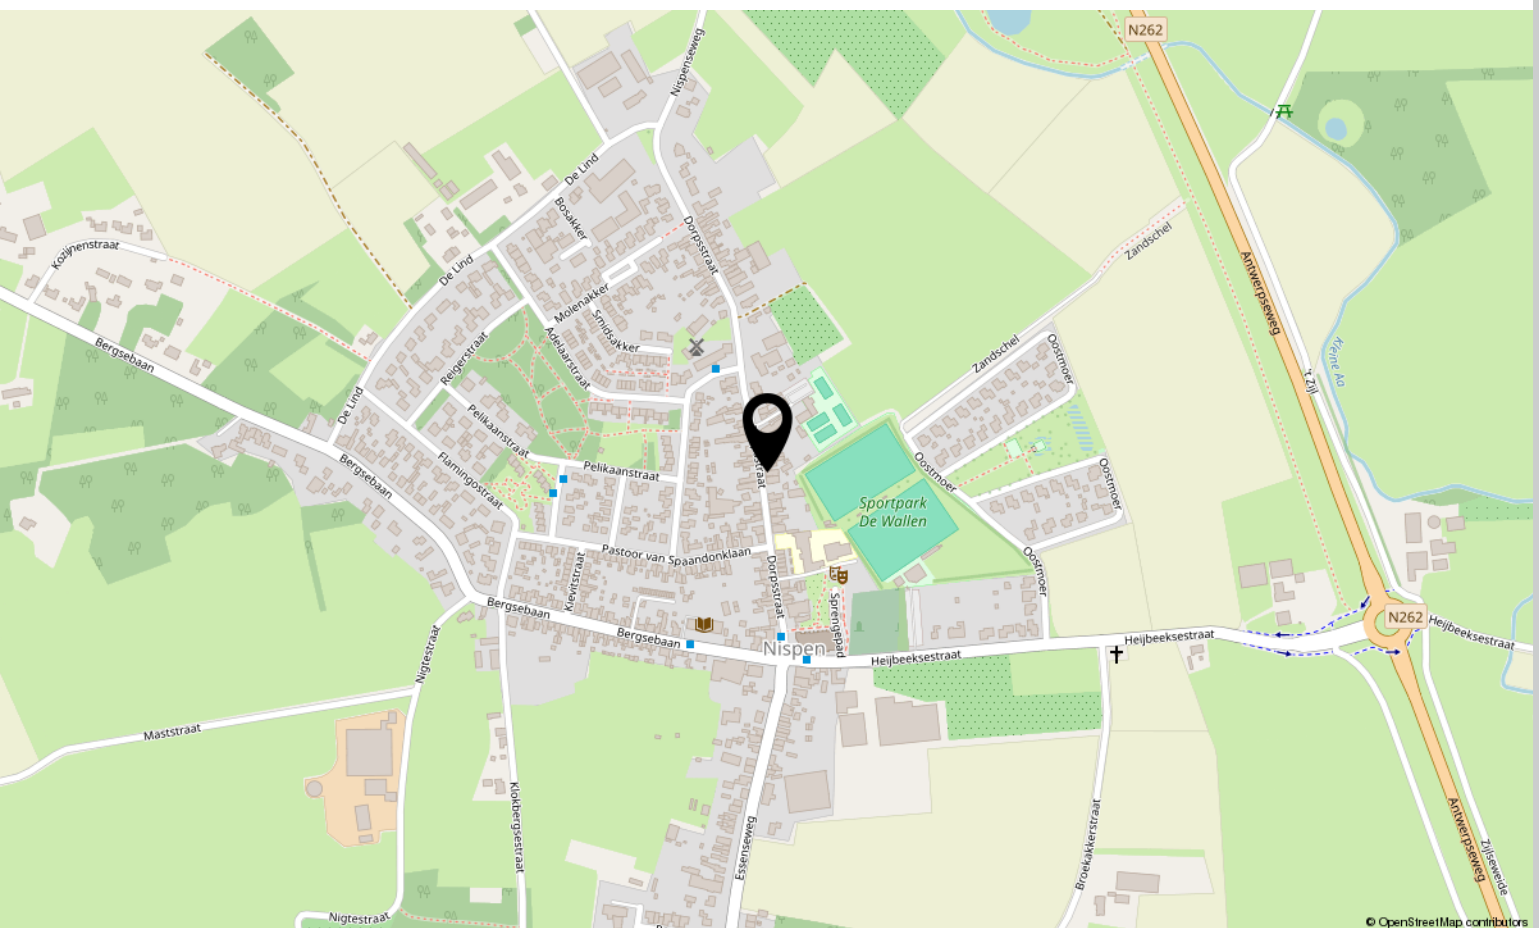 N262
Nispenseweg
De Lind
Bosakker
Dorpsstraat
Zandschel
Kozijnenstraat
De Lind
Antwerpseweg
Molenakker
Smidsakker
Adelaarstraat
Reigerstraat
Bergsebaan
Zandschel
Oostmoer
Kleine Aa
't Zijl
De Lind
Pelikaanstraat
Flamingostraat
Pelikaanstraat
straat
Oostmoer
Oostmoer
Bergsebaan
Sportpark
De Wallen
Pastoor van Spaandonklaan
Kievitstraat
Dorpsstraat
Oostmoer
Sprengepad
Bergsebaan
Bergsebaan
Nispen
Heijbeeksestraat
Heijbeeksestraat
N262
Heijbeeksestraat
Nigtestraat
Maststraat
Klokbergsestraat
Essenseweg
Broekakkerstraat
Antwerpseweg
Zijlseweide
Nigtestraat
© OpenStreetMap contributors